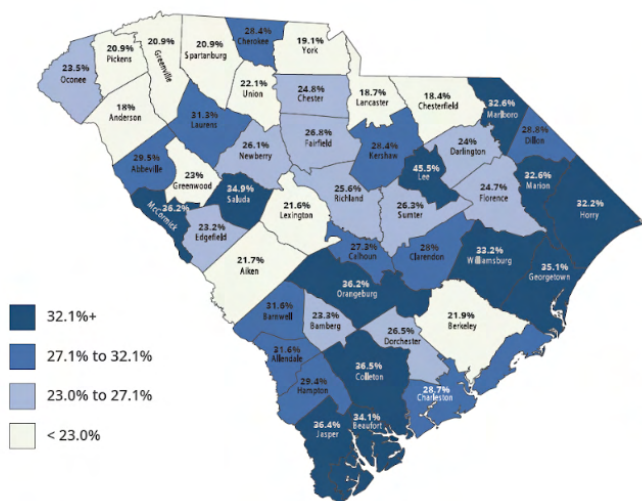 28.4%
Cherokee
19.1%
York
20.9%
Pickens
20.9%
Greenville
20.9%
Spartanburg
23.5%
Oconee
22.1%
Union
24.8%
Chester
18.7%
Lancaster
18.4%
Chesterfield
32.6%
Marlboro
18%
Anderson
31.3%
Laurens
28.8%
Dillon
26.8%
Fairfield
28.4%
Kershaw
24%
Darlington
26.1%
Newberry
29.5%
Abbeville
23%
Greenwood
45.5%
Lee
32.6%
Marion
34.9%
Saluda
25.6%
Richland
24.7%
Florence
36.2%
McCormick
21.6%
Lexington
26.3%
Sumter
32.2%
Horry
23.2%
Edgefield
27.3%
Calhoun
28%
Clarendon
33.2%
Williamsburg
21.7%
Aiken
35.1%
Georgetown
36.2%
Orangeburg
31.6%
Barnwell
23.3%
Bamberg
21.9%
Berkeley
26.5%
Dorchester
31.6%
Allendale
36.5%
Colleton
29.4%
Hampton
28.7%
Charleston
36.4%
Jasper
34.1%
Beaufort
32.1%+
27.1% to 32.1%
23.0% to 27.1%
< 23.0%